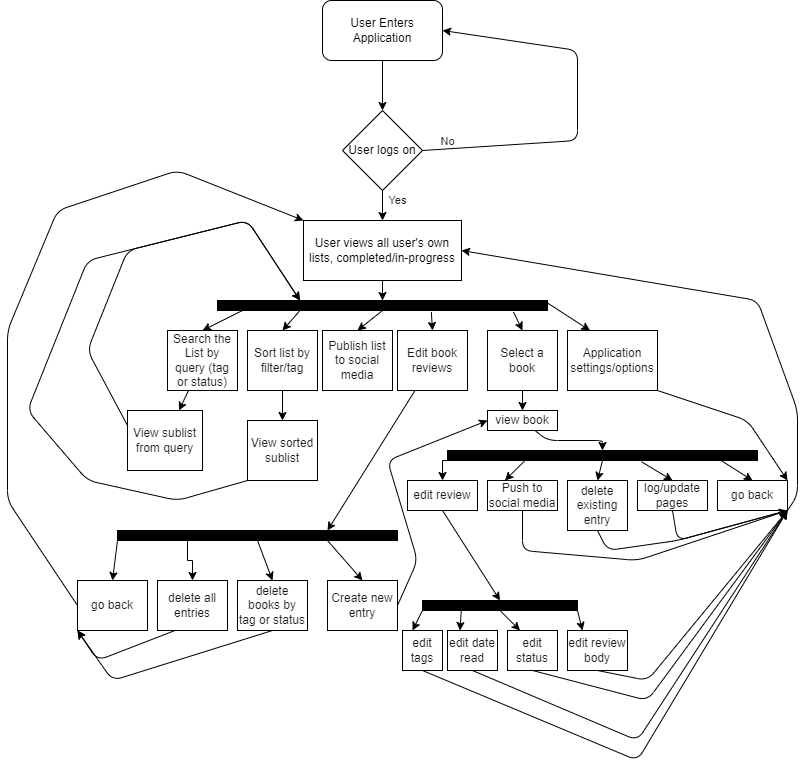 User Enters
Application
User logs on
No
Yes
User views all user's own
lists, completed/in-progress
Search the
List by
query (tag
or status)
Sort list by
filter/tag
Publish list
to social
media
Edit book
reviews
Select a
book
Application
settings/options
View sublist
from query
View sorted
sublist
view book
edit review
Push to
social media
delete
existing
entry
log/update
pages
go back
go back
delete all
entries
delete
books by
tag or status
Create new
entry
edit
tags
edit date
read
edit
status
edit review
body